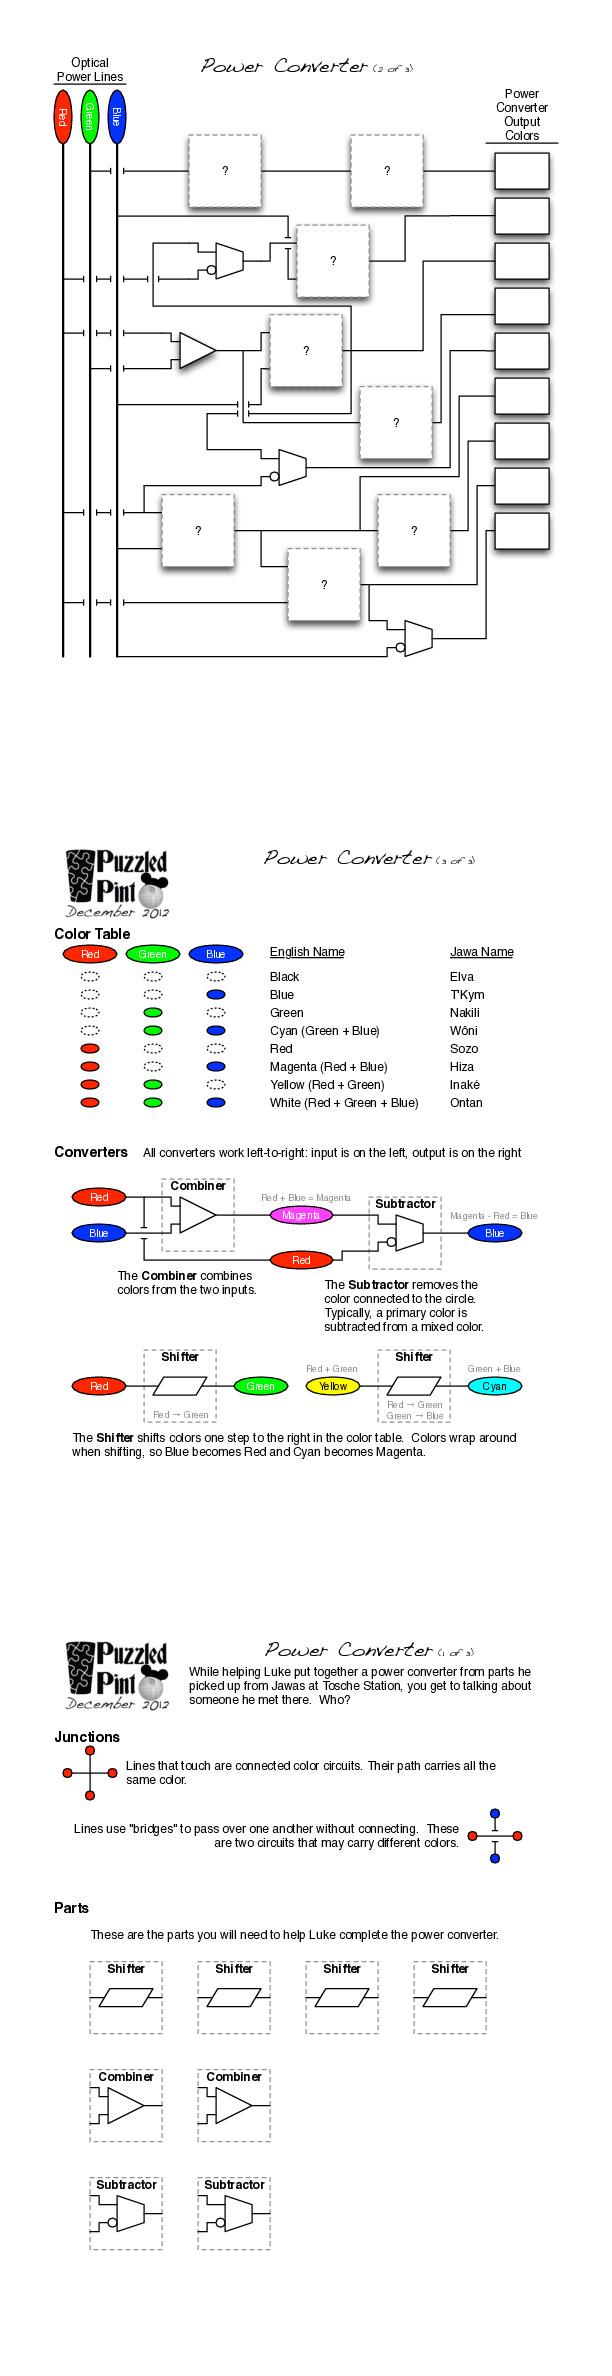 Optical
Power Lines
Power Converter (2 of 3)
Red
Green
Blue
Power
Converter
Output
Colors
?
?
?
?
?
?
?
?
Puzzled
Pint
December 2012
Power Converter (3 of 3)
Color Table
Red
Green
Blue
English Name
Jawa Name
Black
Elva
Blue
T'Kym
Green
Nakili
Cyan (Green + Blue)
Wôni
Red
Sozo
Magenta (Red + Blue)
Hiza
Yellow (Red + Green)
Inaké
White (Red + Green + Blue)
Ontan
Converters All converters work left-to-right: input is on the left, output is on the right
Combiner
Red
Blue
Red + Blue = Magenta
Magenta
Red
Subtractor
Magenta - Red = Blue
Blue
The Combiner combines
colors from the two inputs.
The Subtractor removes the
color connected to the circle.
Typically, a primary color is
subtracted from a mixed color.
Shifter
Red
Green
Red → Green
Red + Green
Yellow
Shifter
Green + Blue
Cyan
Red → Green
Green → Blue
The Shifter shifts colors one step to the right in the color table. Colors wrap around
when shifting, so Blue becomes Red and Cyan becomes Magenta.
Puzzled
Pint
December 2012
Power Converter (1 of 3)
While helping Luke put together a power converter from parts he
picked up from Jawas at Tosche Station, you get to talking about
someone he met there. Who?
Junctions
Lines that touch are connected color circuits. Their path carries all the
same color.
Lines use "bridges" to pass over one another without connecting. These
are two circuits that may carry different colors.
Parts
These are the parts you will need to help Luke complete the power converter.
Shifter
Shifter
Shifter
Shifter
Combiner
Combiner
Subtractor
Subtractor